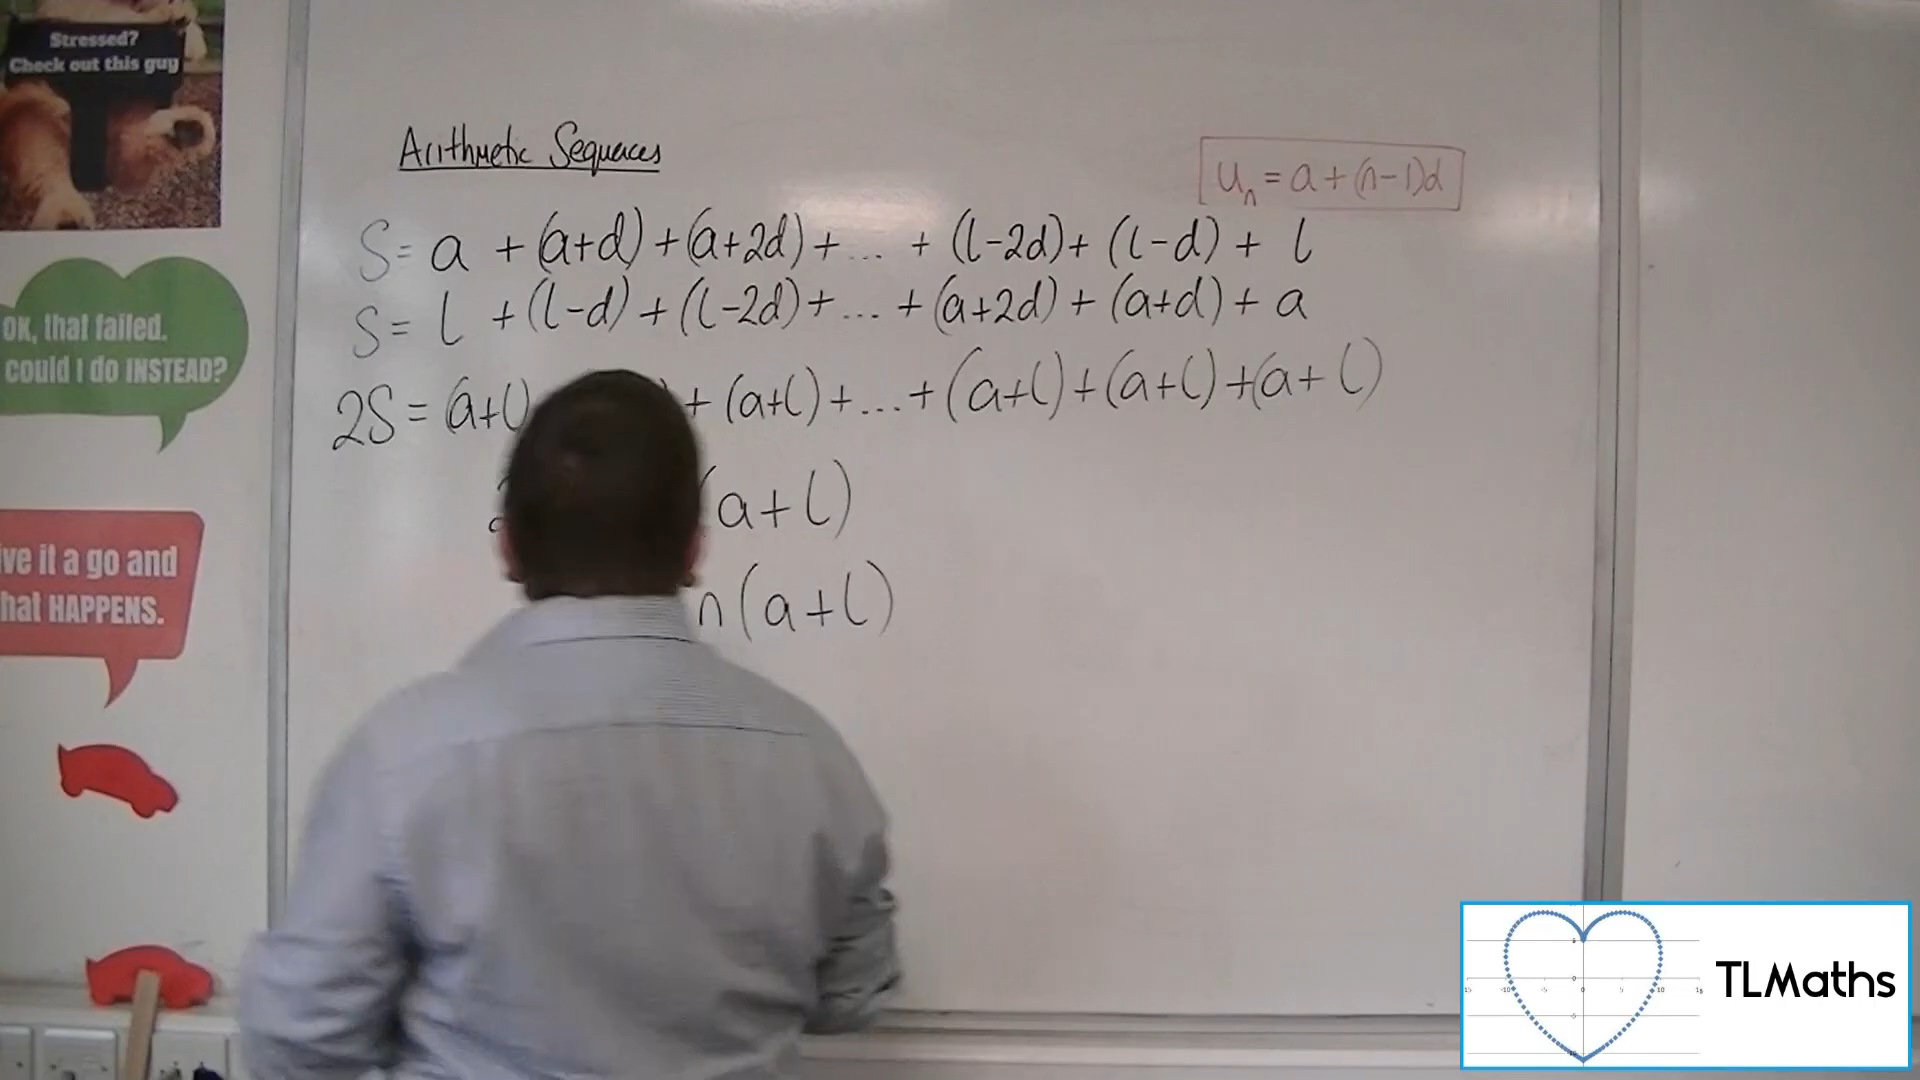 Stressed?
Check out this guy
OK, that failed.
could I do INSTEAD?
ive it a go and
hat HAPPENS.
Arithmetic Sequences
uₙ = a + (n-1)d
S = a + (a+d) + (a+2d) + ... + (l-2d) + (l-d) + l
S = l + (l-d) + (l-2d) + ... + (a+2d) + (a+d) + a
2S = (a+l) + (a+l) + ... + (a+l) + (a+l) + (a+l)
(a+l)
n(a+l)
TLMaths